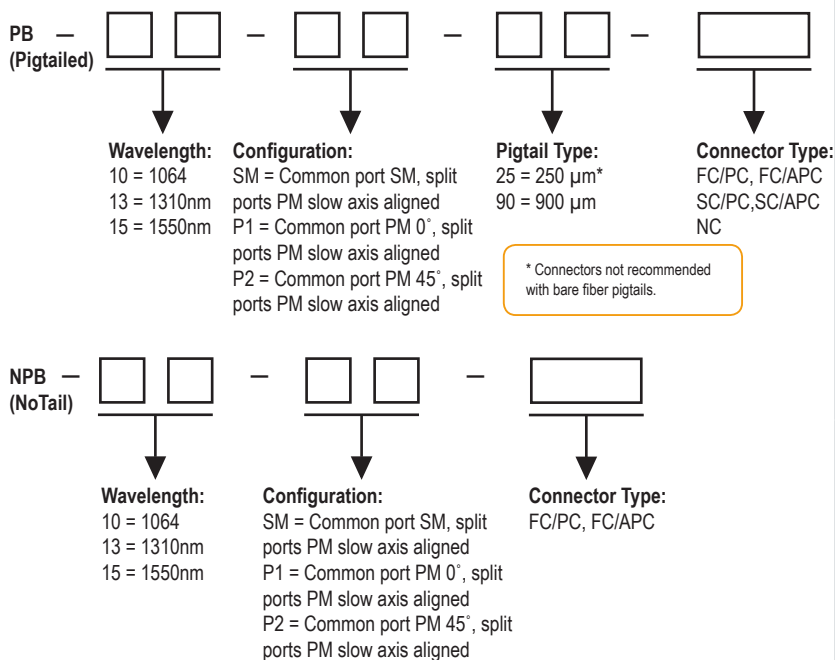 PB – – – –
(Pigtailed)
Wavelength:
10 = 1064
13 = 1310nm
15 = 1550nm
Configuration:
SM = Common port SM, split
ports PM slow axis aligned
P1 = Common port PM 0˚, split
ports PM slow axis aligned
P2 = Common port PM 45˚, split
ports PM slow axis aligned
Pigtail Type:
25 = 250 µm*
90 = 900 µm
* Connectors not recommended
with bare fiber pigtails.
Connector Type:
FC/PC, FC/APC
SC/PC,SC/APC
NC
NPB – – –
(NoTail)
Wavelength:
10 = 1064
13 = 1310nm
15 = 1550nm
Configuration:
SM = Common port SM, split
ports PM slow axis aligned
P1 = Common port PM 0˚, split
ports PM slow axis aligned
P2 = Common port PM 45˚, split
ports PM slow axis aligned
Connector Type:
FC/PC, FC/APC